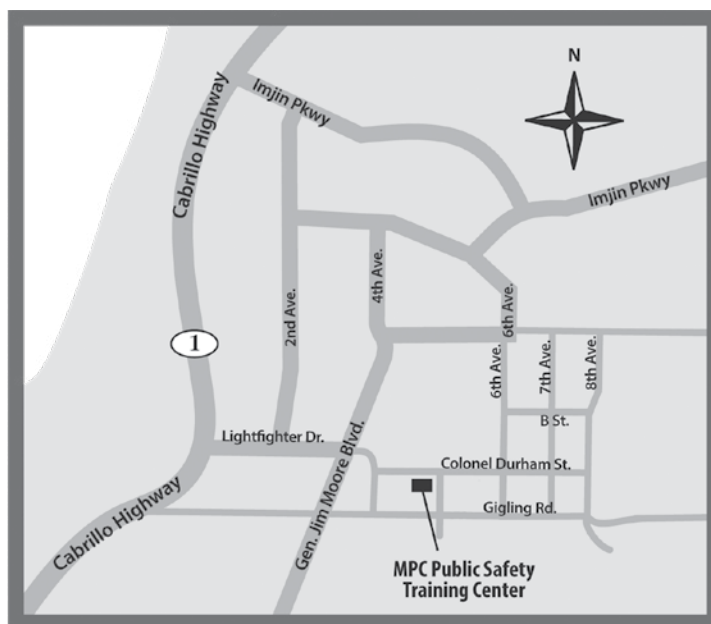 N
Imjin Pkwy
Cabrillo Highway
Imjin Pkwy
4th Ave.
2nd Ave.
6th Ave.
1
6th Ave.
7th Ave.
8th Ave.
B St.
Lightfighter Dr.
Gen. Jim Moore Blvd.
Colonel Durham St.
Cabrillo Highway
Gigling Rd.
MPC Public Safety
Training Center